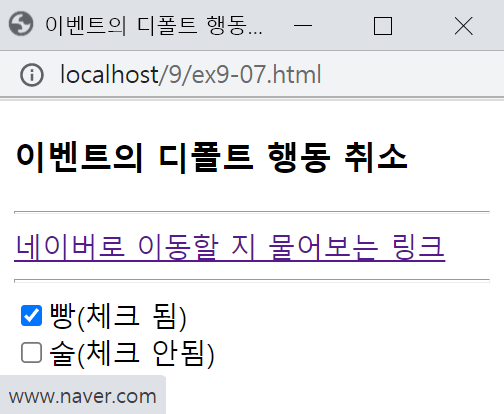 이벤트의 디폴트 행동...
localhost/9/ex9-07.html
이벤트의 디폴트 행동 취소
네이버로 이동할 지 물어보는 링크
빵(체크 됨)
술(체크 안됨)
www.naver.com